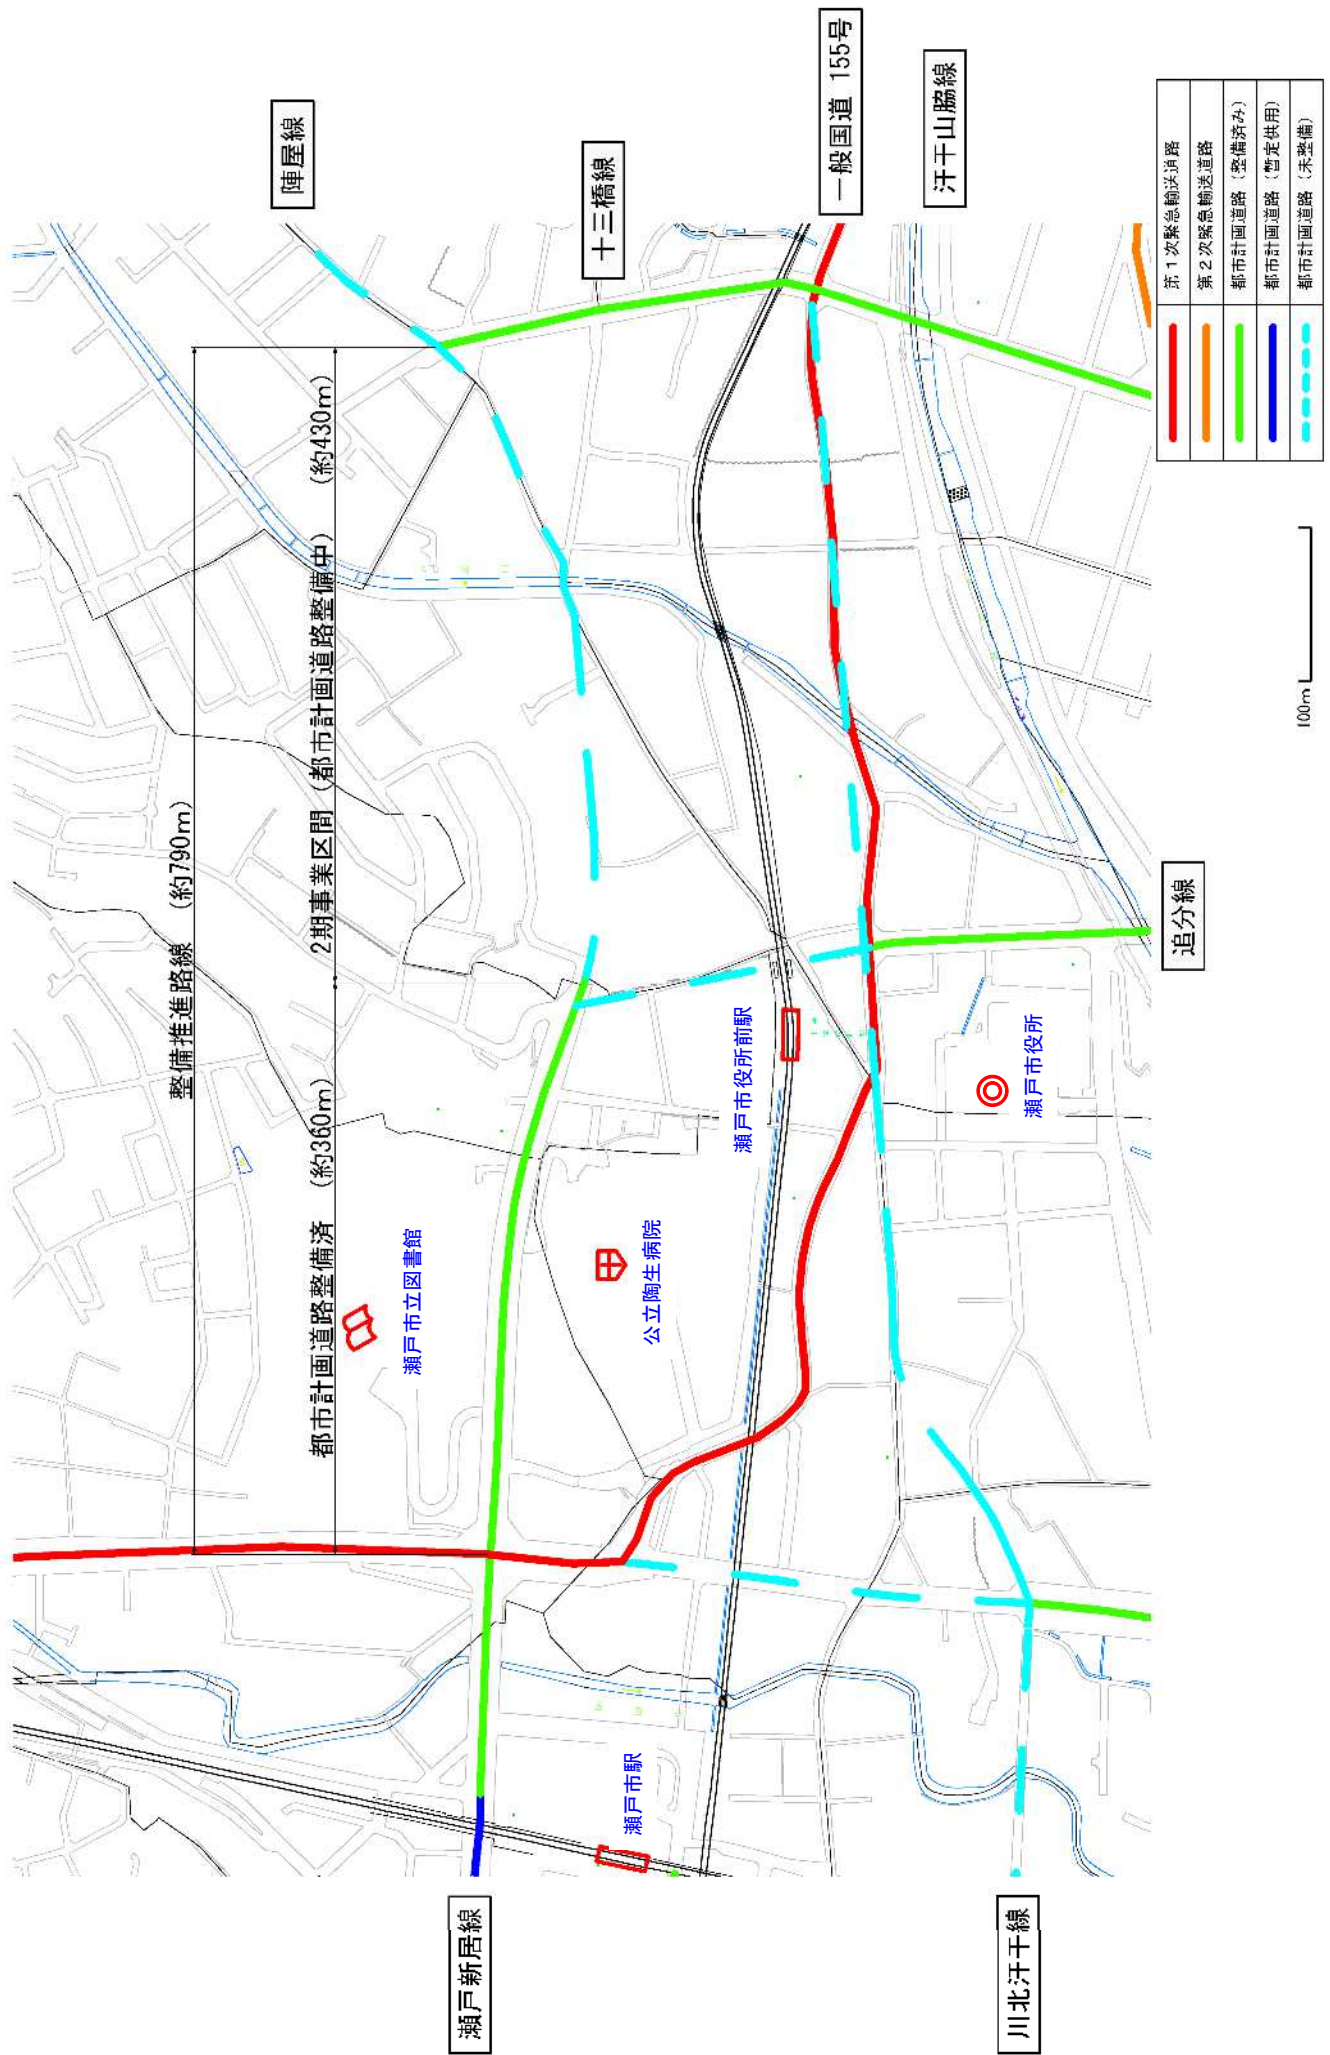 陣屋線
十三橋線
一般国道 155号
汗干山脇線
整備推進路線 (約790m)
都市計画道路整備済 (約360m)
2期事業区間 (都市計画道路整備中) (約430m)
瀬戸市立図書館
公立陶生病院
瀬戸市役所前駅
瀬戸市役所
瀬戸市駅
追分線
瀬戸新居線
川北汗干線
第1次緊急輸送道路
第2次緊急輸送道路
都市計画道路 (整備済み)
都市計画道路 (暫定供用)
都市計画道路 (未整備)
100m